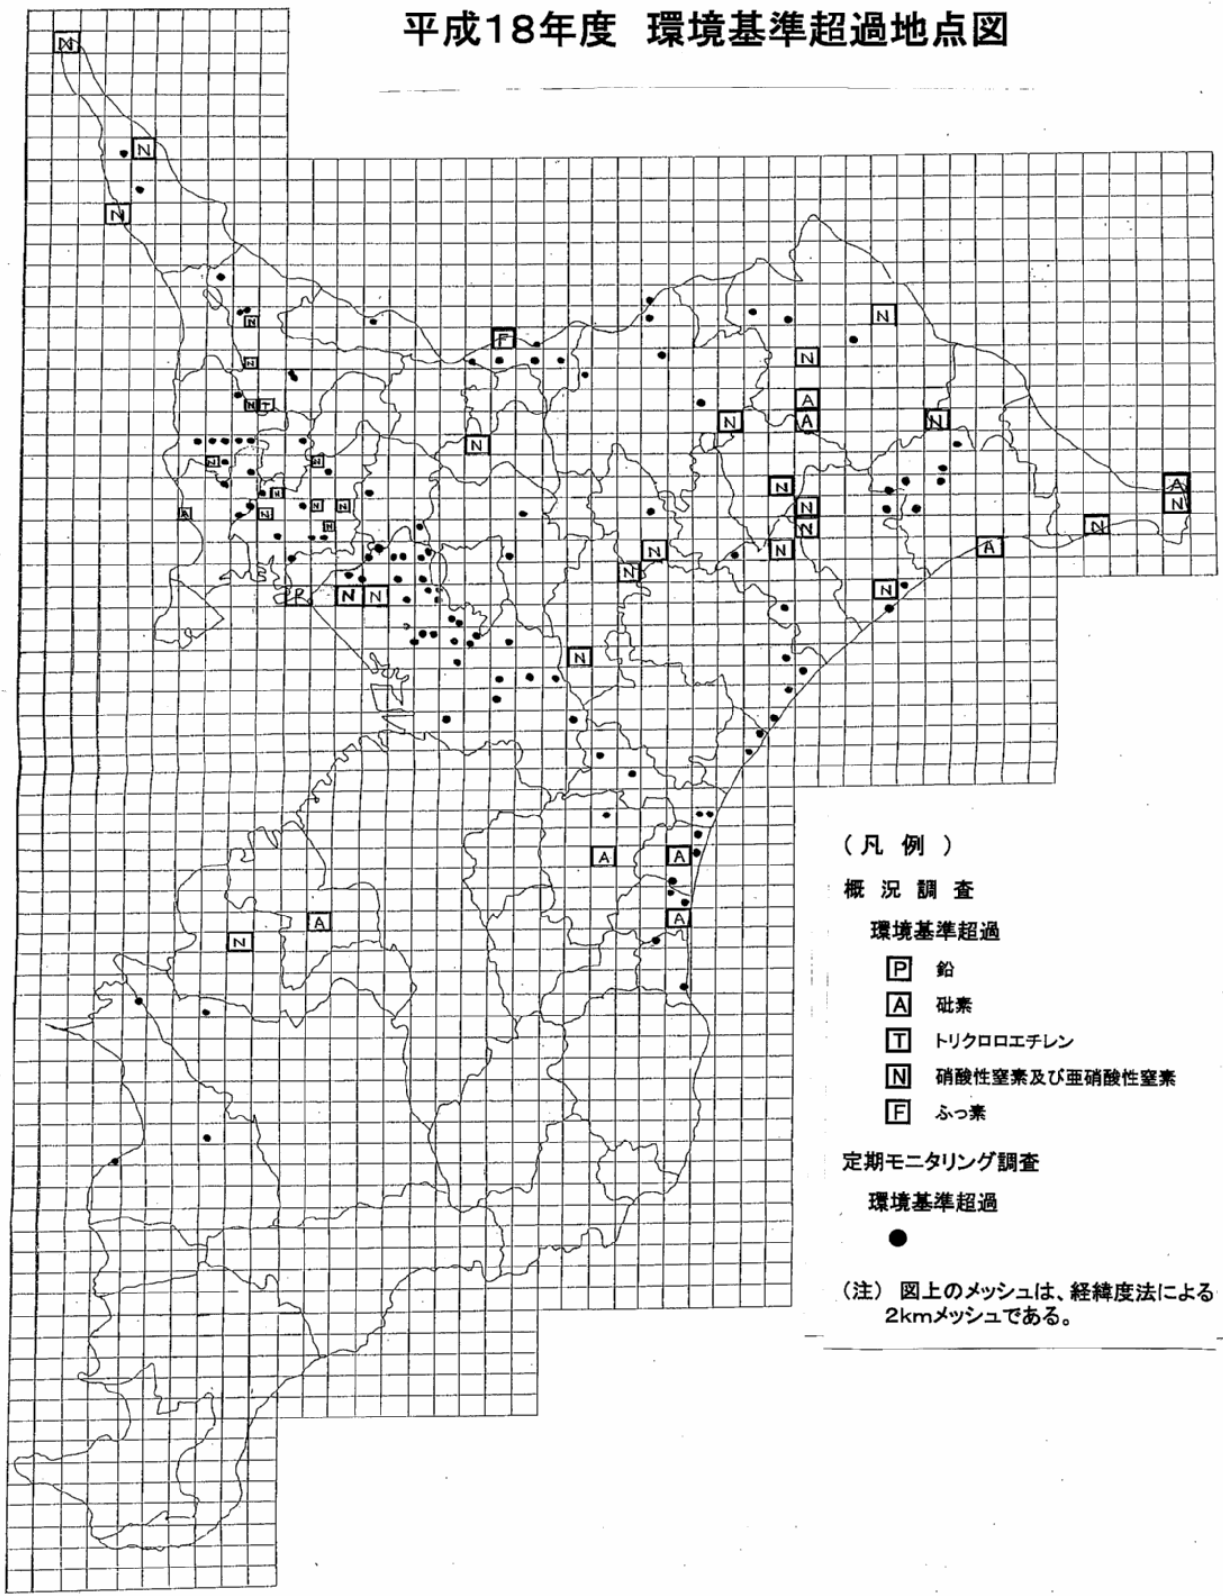 平成18年度 環境基準超過地点図
N
N
N
N
F
N
N
N
A
N
T
N
A
N
N
N
N
N
A
N
N
N
N
N
A
N
N
N
A
N
N
N
N
A
N
N
N
P
N
N
N
N
A
A
A
A
N
（凡 例）
概 況 調 査
環境基準超過
P 鉛
A 砒素
T トリクロロエチレン
N 硝酸性窒素及び亜硝酸性窒素
F ふっ素
定期モニタリング調査
環境基準超過
●
（注） 図上のメッシュは、経緯度法による
2kmメッシュである。